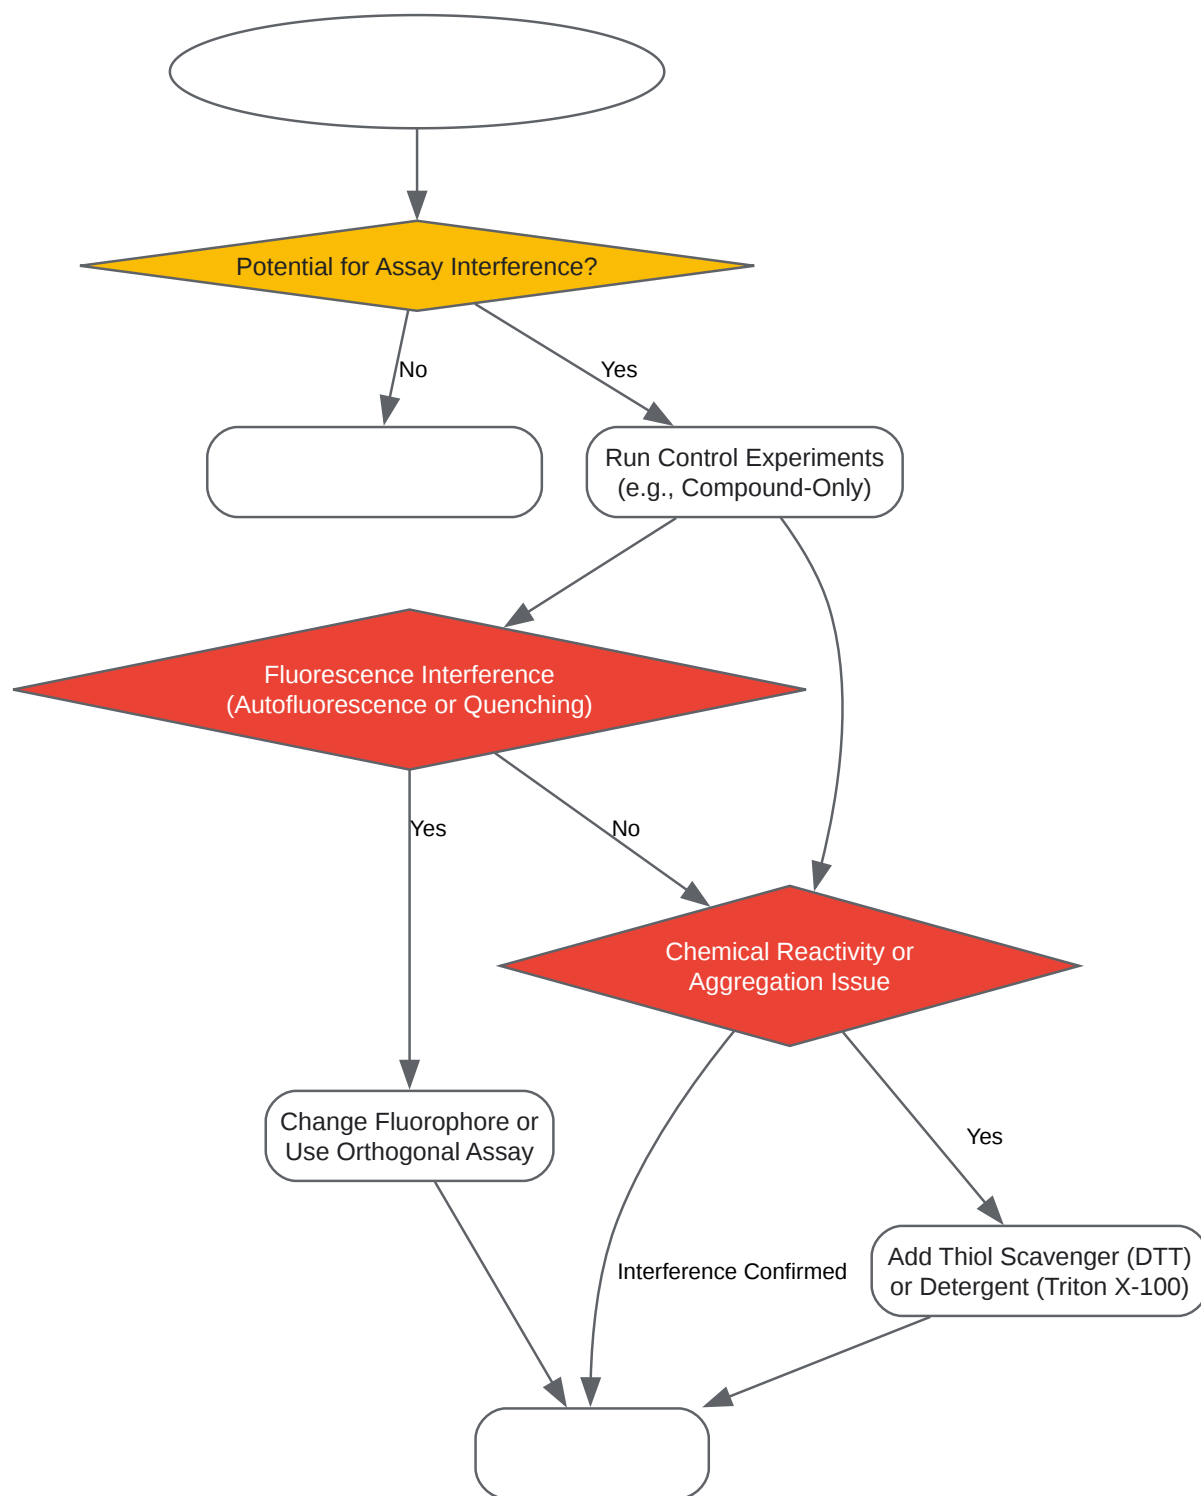 Potential for Assay Interference?
No
Yes
Run Control Experiments
(e.g., Compound-Only)
Fluorescence Interference
(Autofluorescence or Quenching)
Yes
No
Chemical Reactivity or
Aggregation Issue
Change Fluorophore or
Use Orthogonal Assay
Yes
Interference Confirmed
Add Thiol Scavenger (DTT)
or Detergent (Triton X-100)